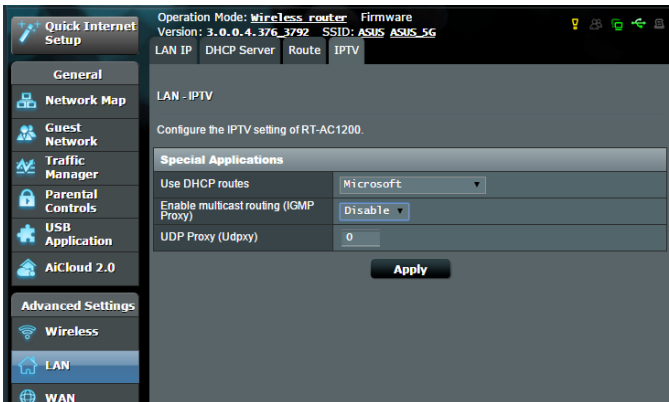 Quick Internet
Setup
Operation Mode: Wireless router Firmware
Version: 3.0.0.4.376_3792 SSID: ASUS ASUS_5G
LAN IP DHCP Server Route IPTV
General
Network Map
Guest
Network
Traffic
Manager
Parental
Controls
USB
Application
AiCloud 2.0
Advanced Settings
Wireless
LAN
WAN
LAN - IPTV
Configure the IPTV setting of RT-AC1200.
Special Applications
Use DHCP routes Microsoft
Enable multicast routing (IGMP
Proxy) Disable
UDP Proxy (Udpxy) 0
Apply